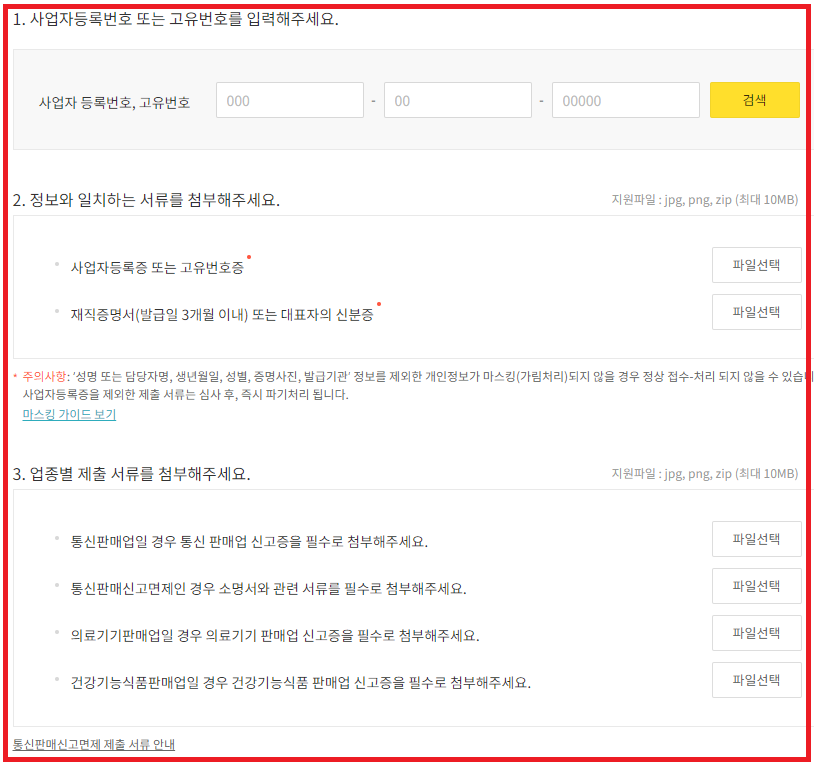 1. 사업자등록번호 또는 고유번호를 입력해주세요.
사업자 등록번호, 고유번호 000 - 00 - 00000 검색
2. 정보와 일치하는 서류를 첨부해주세요. 지원파일 : jpg, png, zip (최대 10MB)
사업자등록증 또는 고유번호증 * 파일선택
재직증명서(발급일 3개월 이내) 또는 대표자의 신분증 * 파일선택
* 주의사항: ‘성명 또는 담당자명, 생년월일, 성별, 증명사진, 발급기관’ 정보를 제외한 개인정보가 마스킹(가림처리)되지 않을 경우 정상 접수-처리 되지 않을 수 있습니
사업자등록증을 제외한 제출 서류는 심사 후, 즉시 파기처리 됩니다.
마스킹 가이드 보기
3. 업종별 제출 서류를 첨부해주세요. 지원파일 : jpg, png, zip (최대 10MB)
통신판매업일 경우 통신 판매업 신고증을 필수로 첨부해주세요. 파일선택
통신판매신고면제인 경우 소명서와 관련 서류를 필수로 첨부해주세요. 파일선택
의료기기판매업일 경우 의료기기 판매업 신고증을 필수로 첨부해주세요. 파일선택
건강기능식품판매업일 경우 건강기능식품 판매업 신고증을 필수로 첨부해주세요. 파일선택
통신판매신고면제 제출 서류 안내